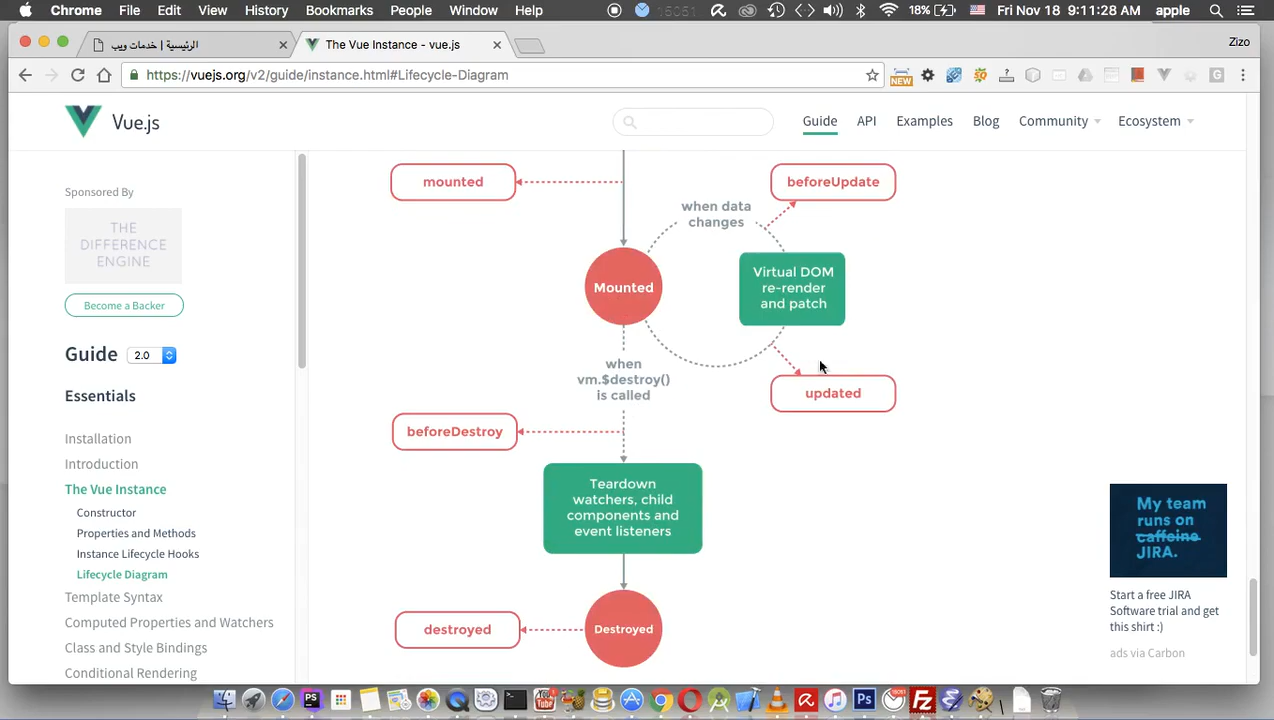 Chrome File Edit View History Bookmarks People Window Help 15051 18% Fri Nov 18 9:11:28 AM apple
الرئيسية | خدمات ويب
The Vue Instance - vue.js
Zizo
https://vuejs.org/v2/guide/instance.html#Lifecycle-Diagram
NEW
Vue.js
Guide API Examples Blog Community Ecosystem
Sponsored By
THE
DIFFERENCE
ENGINE
Become a Backer
Guide 2.0
Essentials
Installation
Introduction
The Vue Instance
Constructor
Properties and Methods
Instance Lifecycle Hooks
Lifecycle Diagram
Template Syntax
Computed Properties and Watchers
Class and Style Bindings
Conditional Rendering
mounted
beforeUpdate
when data
changes
Mounted
Virtual DOM
re-render
and patch
when
vm.$destroy()
is called
updated
beforeDestroy
Teardown
watchers, child
components and
event listeners
destroyed
Destroyed
My team
runs on
caffeine
JIRA.
Start a free JIRA
Software trial and get
this shirt :)
ads via Carbon